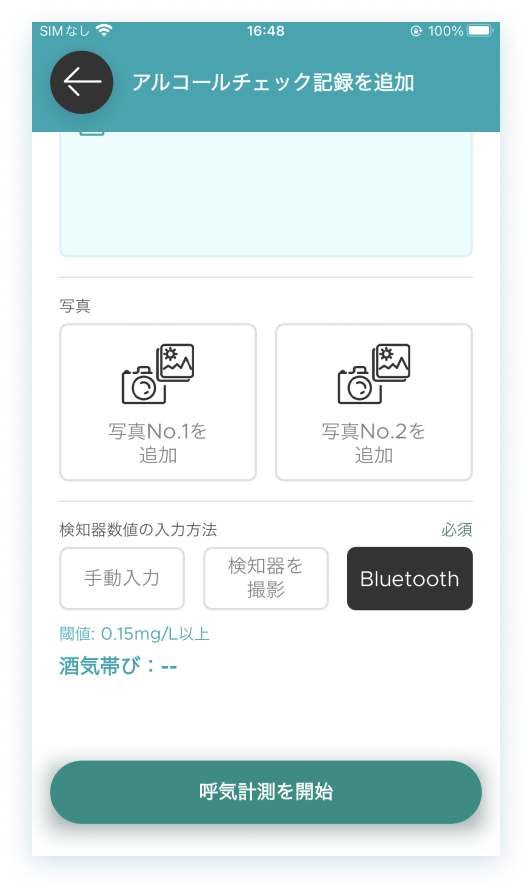 SIMなし 16:48 100%
アルコールチェック記録を追加
写真
写真No.1を
追加
写真No.2を
追加
検知器数値の入力方法 必須
手動入力
検知器を
撮影
Bluetooth
閾値: 0.15mg/L以上
酒気帯び：--
呼気計測を開始